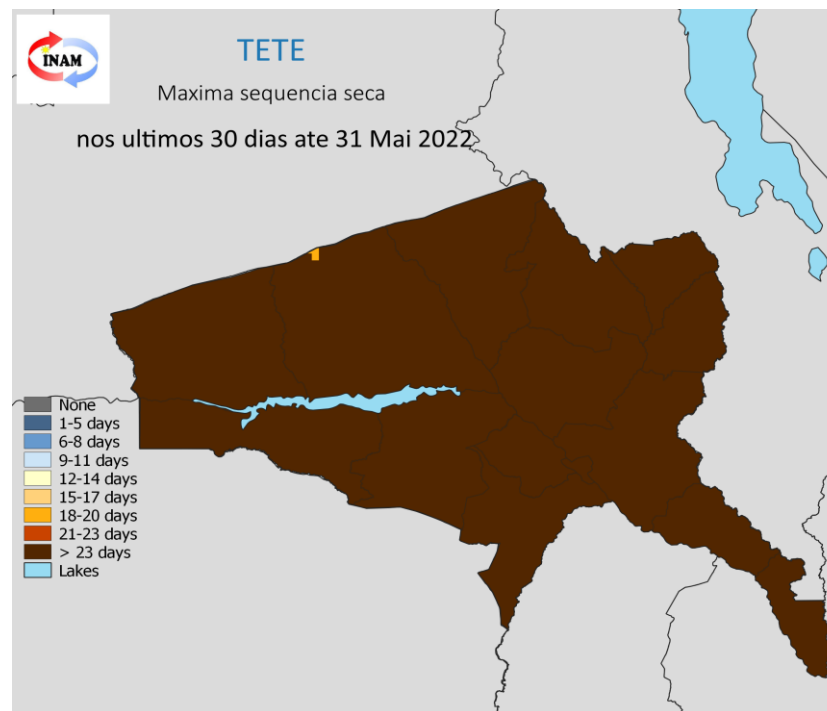 INAM
TETE
Maxima sequencia seca
nos ultimos 30 dias ate 31 Mai 2022
None
1-5 days
6-8 days
9-11 days
12-14 days
15-17 days
18-20 days
21-23 days
> 23 days
Lakes